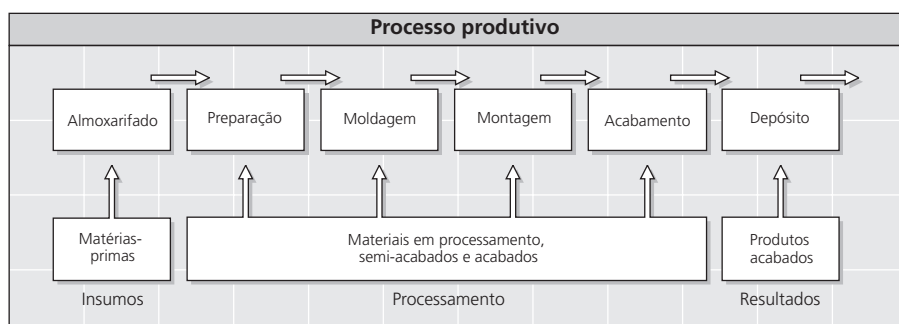 Processo produtivo
Almoxarifado
Preparação
Moldagem
Montagem
Acabamento
Depósito
Matérias-
primas
Materiais em processamento,
semi-acabados e acabados
Produtos
acabados
Insumos
Processamento
Resultados